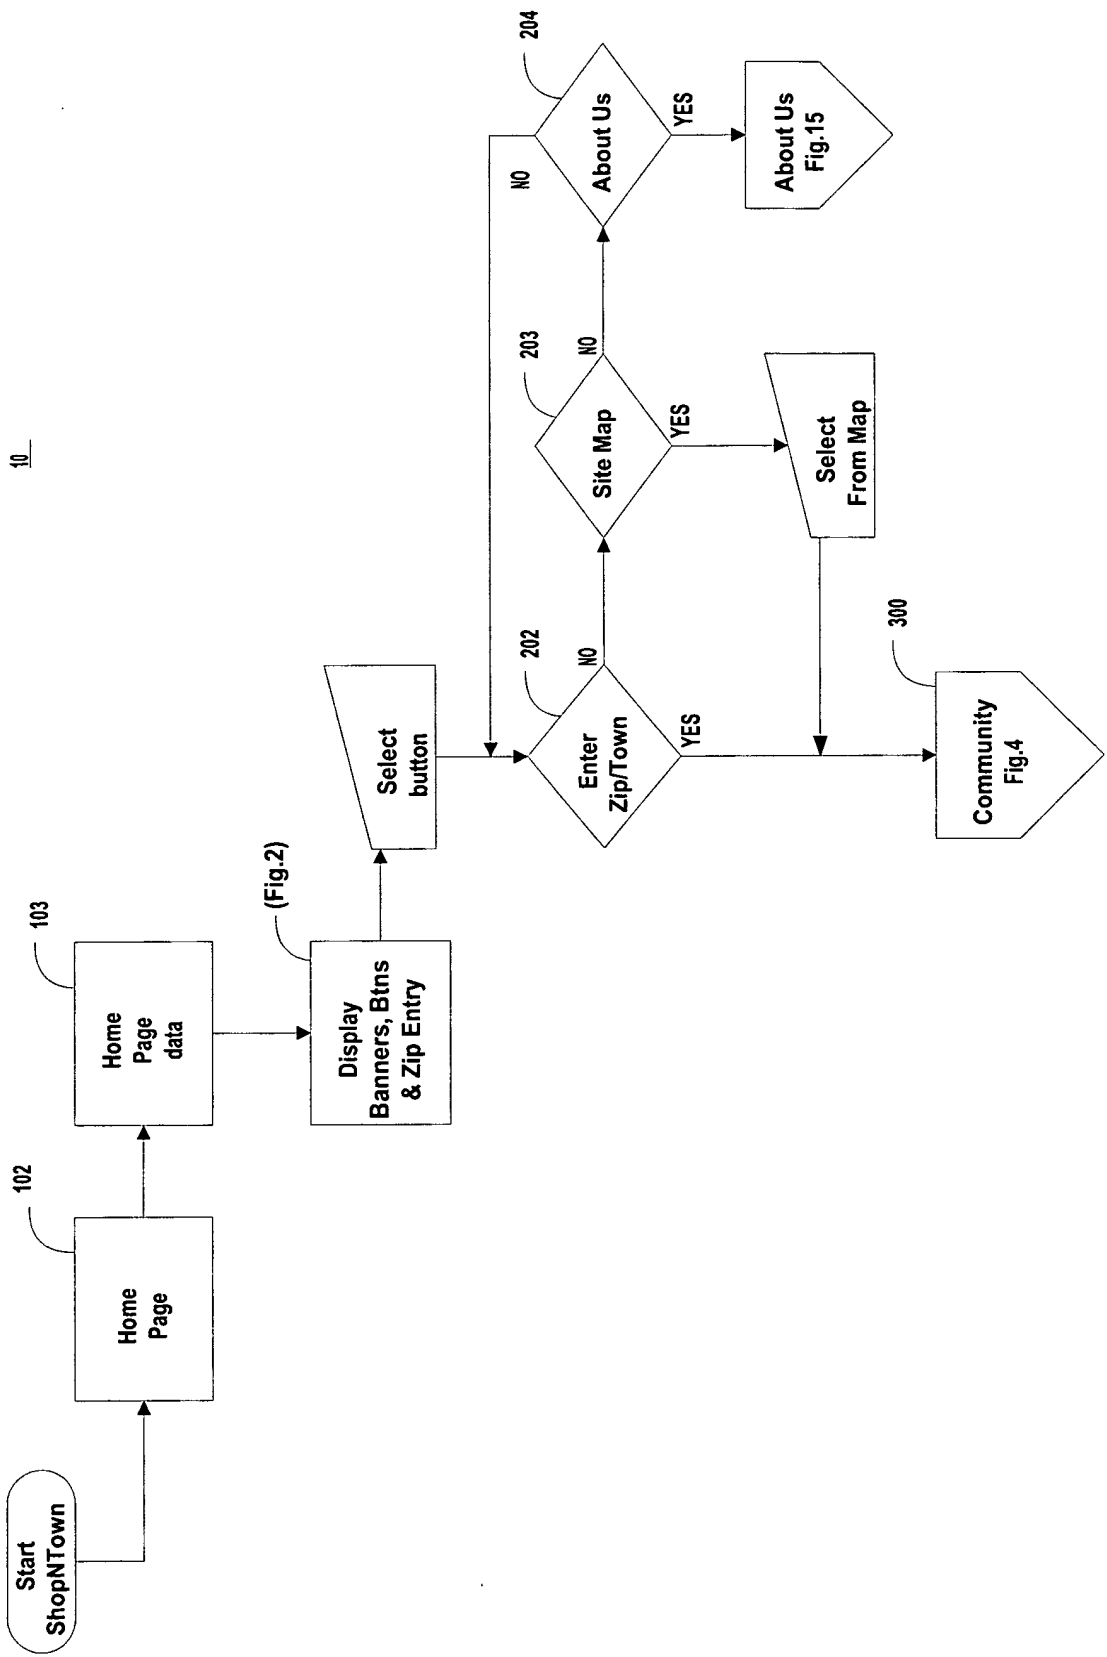 10
Start
ShopNTown
102
Home
Page
103
Home
Page
data
(Fig.2)
Display
Banners, Btns
& Zip Entry
Select
button
202
Enter
Zip/Town
NO
YES
203
Site Map
NO
YES
204
About Us
NO
YES
Select
From Map
About Us
Fig.15
300
Community
Fig.4